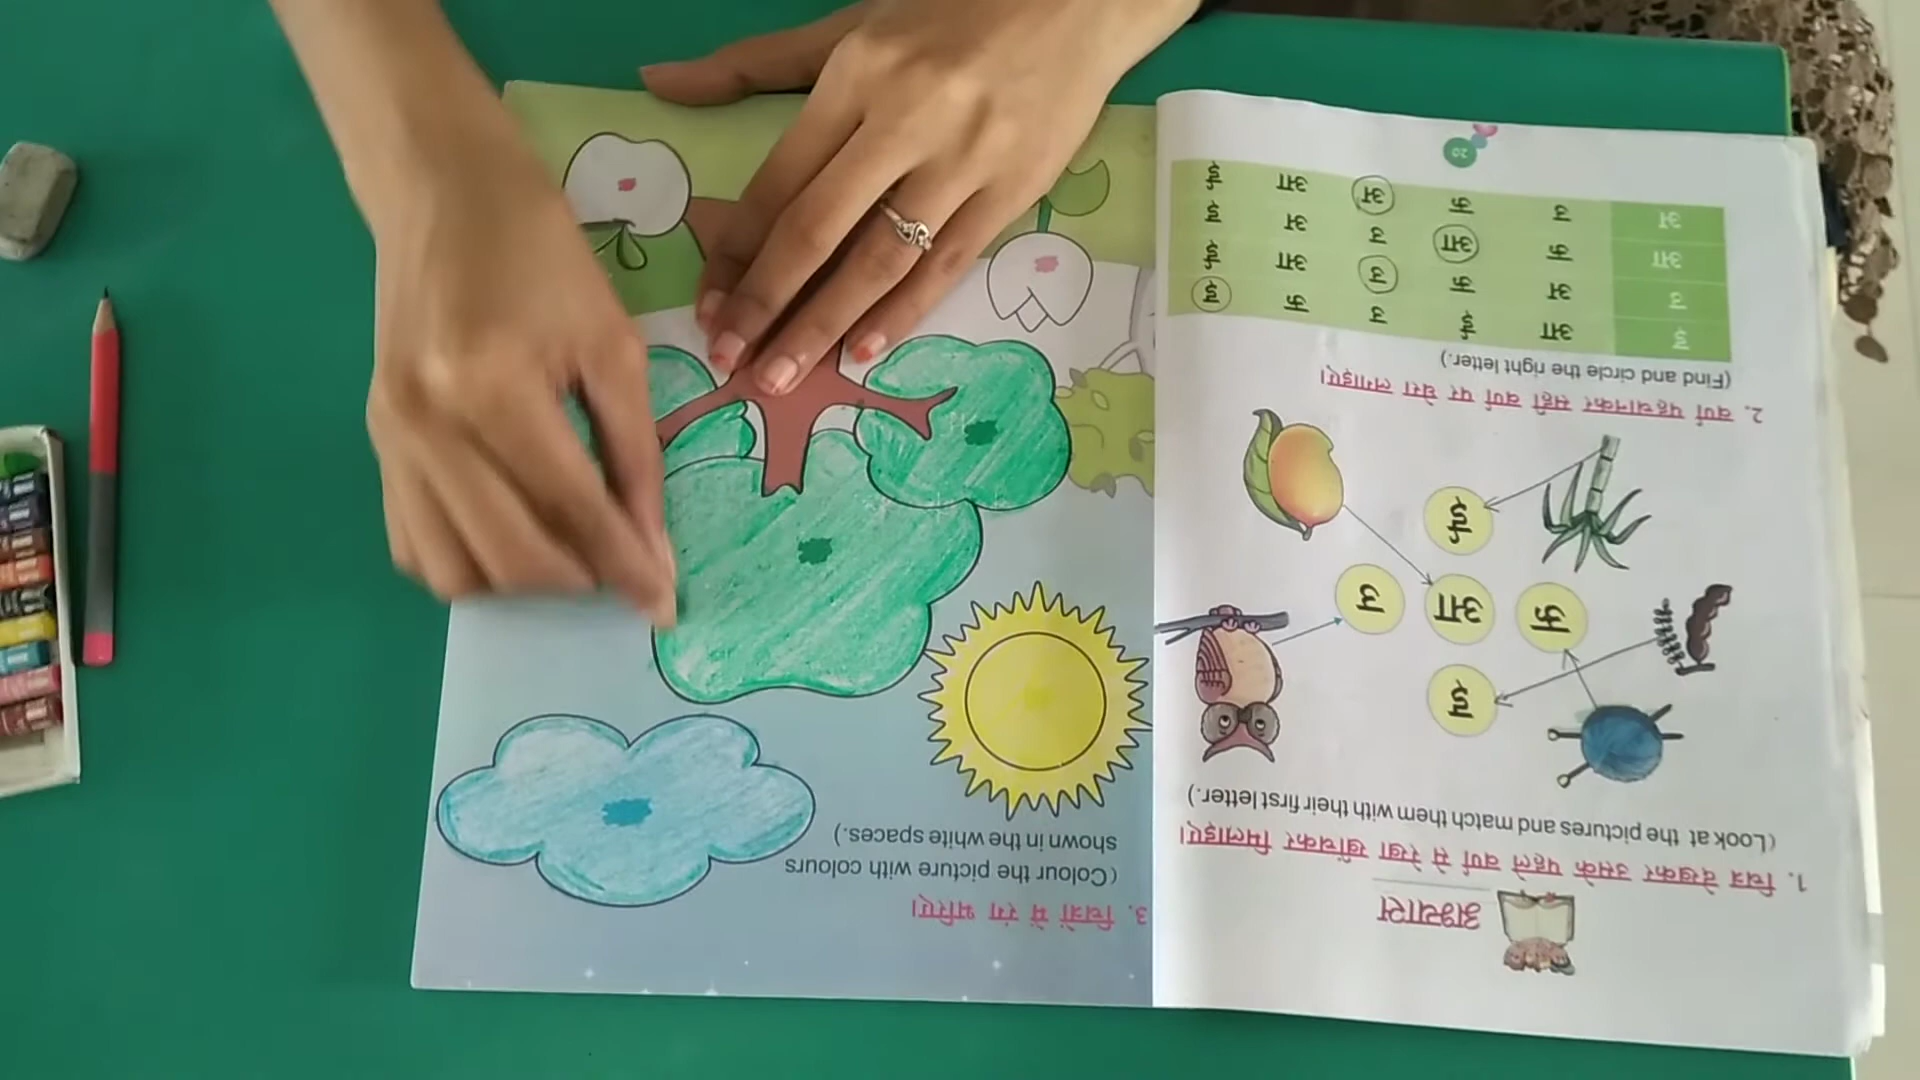 अभ्यास
1. चित्र देखकर उसके पहले वर्ण से रेखा खींचकर मिलाइए।
(Look at the pictures and match them with their first letter.)
इ
ऊ आ उ
ई
2. वर्ण पहचानकर सही वर्ण पर घेरा लगाइए।
(Find and circle the right letter.)
इ आ ई उ ऊ इ
उ अ ऊ उ आ ई
आ ऊ आ उ अ इ
अ उ ऊ अ आ ई
20
3. चित्रों में रंग भरिए।
(Colour the picture with colours
shown in the white spaces.)